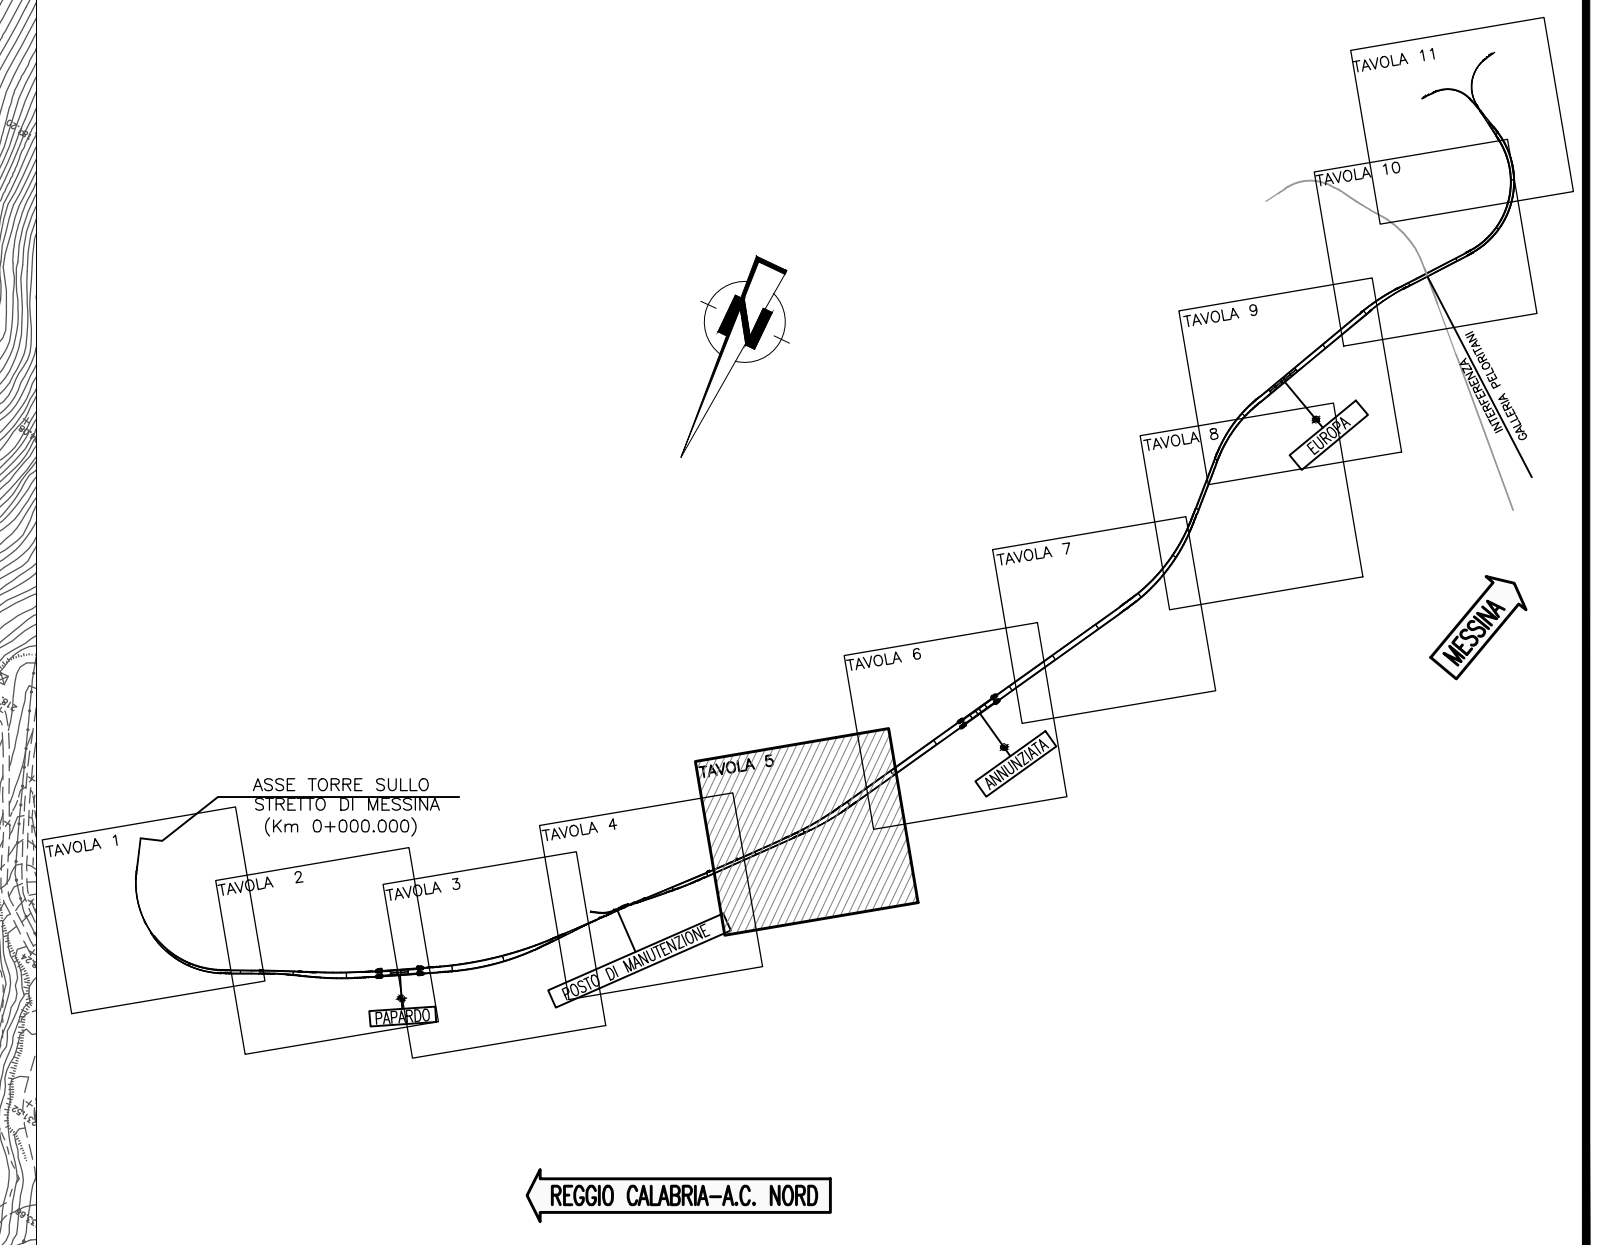 TAVOLA 11
TAVOLA 10
TAVOLA 9
N
INTERFERENZA
GALLERIA PELORITANI
EUROPA
TAVOLA 8
TAVOLA 7
MESSINA
TAVOLA 6
ANNUNZIATA
TAVOLA 5
ASSE TORRE SULLO
STRETTO DI MESSINA
(Km 0+000.000)
TAVOLA 4
TAVOLA 1
TAVOLA 2
TAVOLA 3
POSTO DI MANUTENZIONE
PAPARDO
REGGIO CALABRIA-A.C. NORD